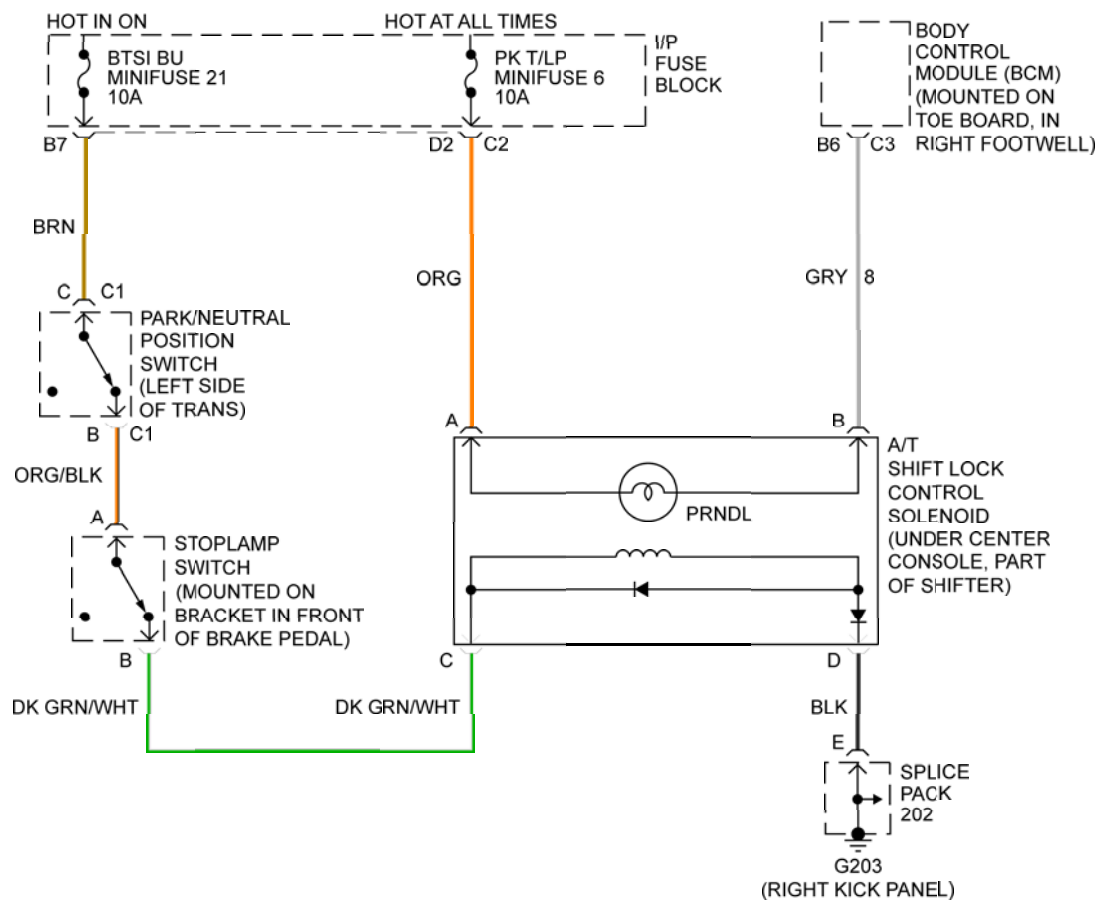 HOT IN ON
HOT AT ALL TIMES
BTSI BU
MINIFUSE 21
10A
PK T/LP
MINIFUSE 6
10A
I/P
FUSE
BLOCK
BODY
CONTROL
MODULE (BCM)
(MOUNTED ON
TOE BOARD, IN
RIGHT FOOTWELL)
B7
D2
C2
B6
C3
BRN
ORG
GRY
8
C
C1
PARK/NEUTRAL
POSITION
SWITCH
(LEFT SIDE
OF TRANS)
B
C1
ORG/BLK
A
STOPLAMP
SWITCH
(MOUNTED ON
BRACKET IN FRONT
OF BRAKE PEDAL)
B
A
B
PRNDL
A/T
SHIFT LOCK
CONTROL
SOLENOID
(UNDER CENTER
CONSOLE, PART
OF SHIFTER)
C
D
DK GRN/WHT
DK GRN/WHT
BLK
E
SPLICE
PACK
202
G203
(RIGHT KICK PANEL)